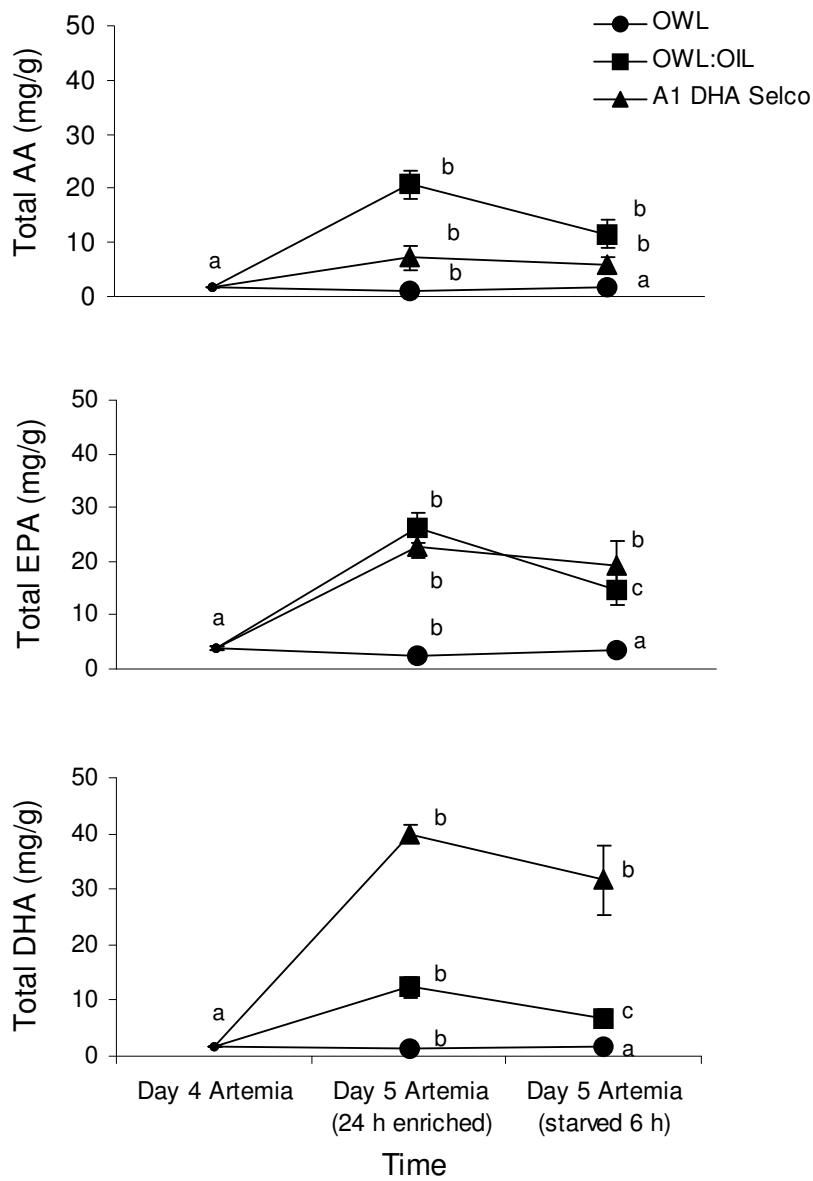 OWL
OWL:OIL
A1 DHA Selco
Total AA (mg/g)
50
40
30
20
10
0
a
b
b
b
b
b
a
Total EPA (mg/g)
50
40
30
20
10
0
a
b
b
b
b
c
a
Total DHA (mg/g)
50
40
30
20
10
0
a
b
b
b
b
c
a
Day 4 Artemia
Day 5 Artemia
(24 h enriched)
Day 5 Artemia
(starved 6 h)
Time